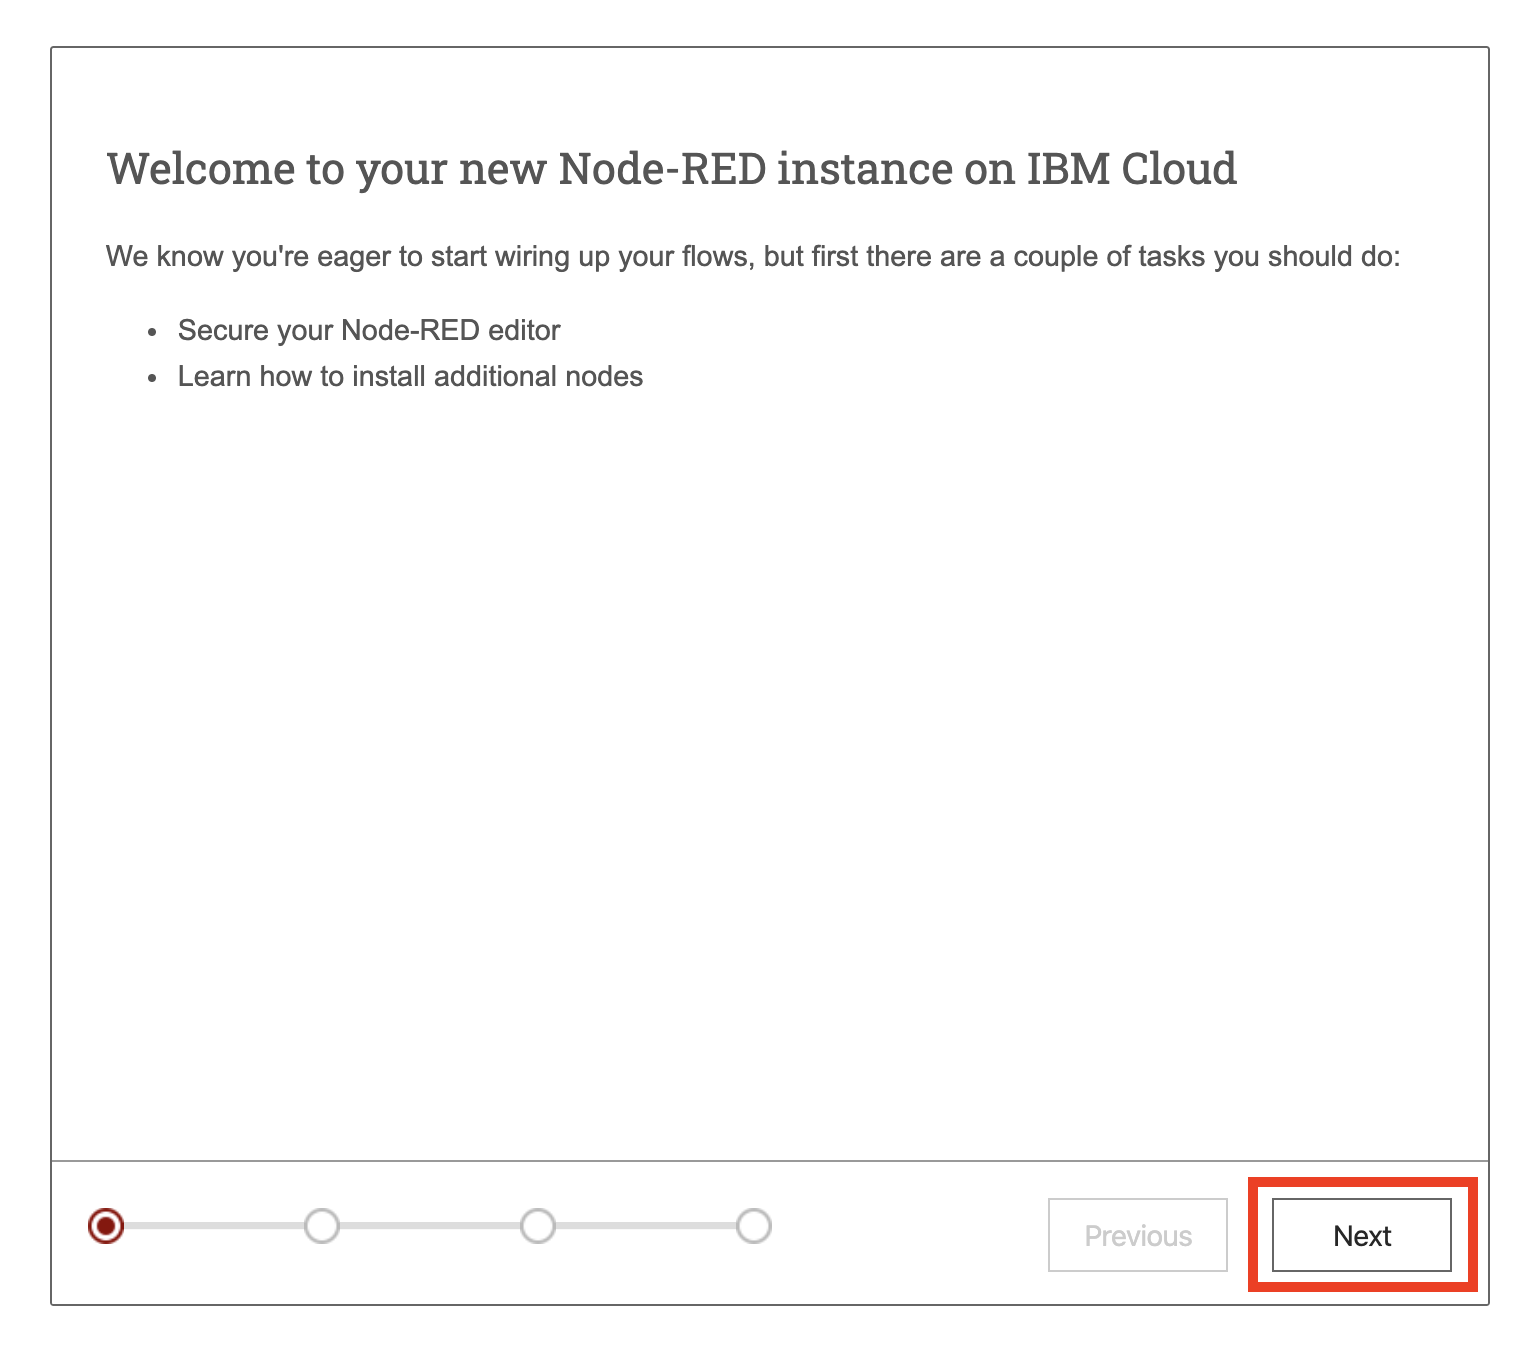 Welcome to your new Node-RED instance on IBM Cloud
We know you're eager to start wiring up your flows, but first there are a couple of tasks you should do:
• Secure your Node-RED editor
• Learn how to install additional nodes
Previous
Next